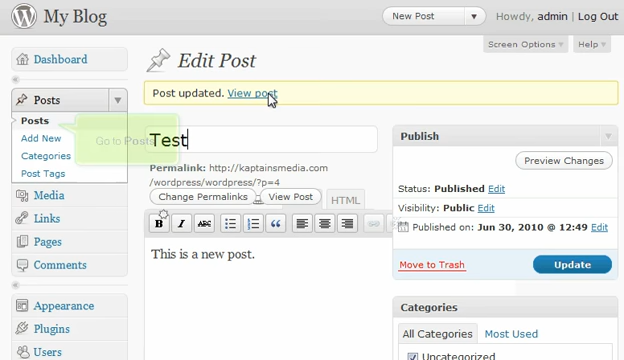 My Blog
New Post
Howdy, admin | Log Out
Screen Options
Help
Dashboard
Edit Post
Posts
Post updated. View post
Posts
Add New
Categories
Post Tags
Go to Posts
Media
Links
Pages
Comments
Appearance
Plugins
Users
Test
Permalink: http://kaptainsmedia.com
/wordpress/wordpress/?p=4
Change Permalinks
View Post
HTML
B I ABC
This is a new post.
Publish
Preview Changes
Status: Published Edit
Visibility: Public Edit
Published on: Jun 30, 2010 @ 12:49 Edit
Move to Trash
Update
Categories
All Categories
Most Used
Uncategorized